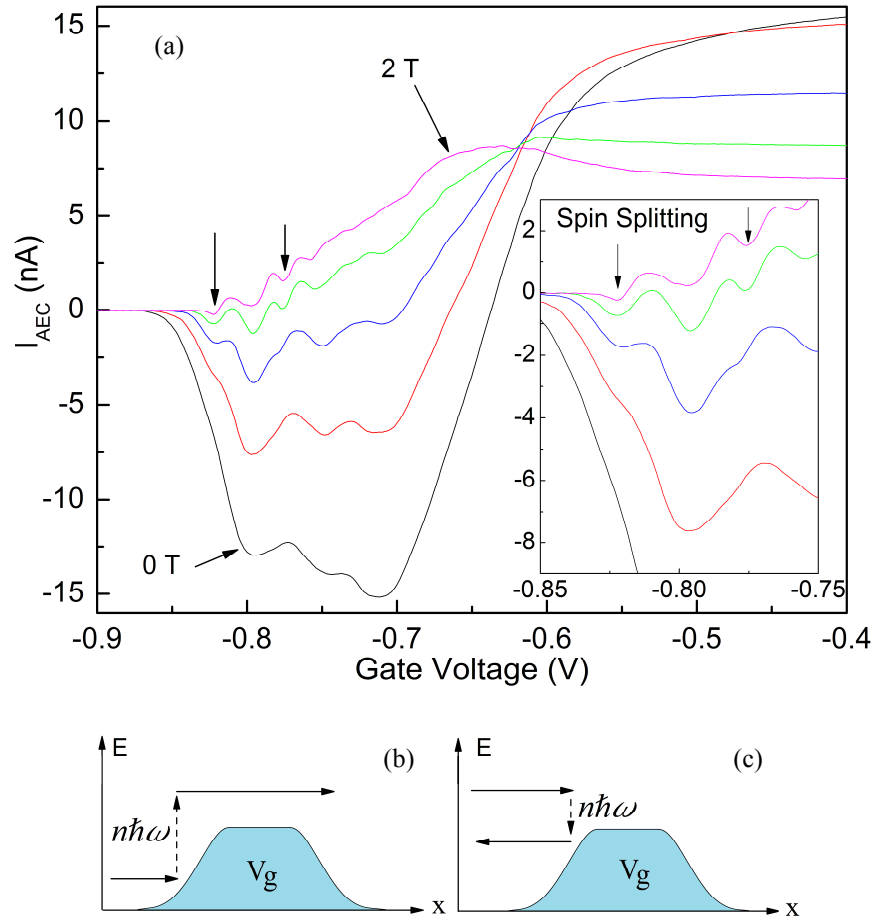 (a)
2 T
0 T
I_AEC (nA)
15
10
5
0
-5
-10
-15
-0.9 -0.8 -0.7 -0.6 -0.5 -0.4
Gate Voltage (V)
Spin Splitting
2
0
-2
-4
-6
-8
-0.85 -0.80 -0.75
(b)
E
nħω
V_g
x
(c)
E
nħω
V_g
x